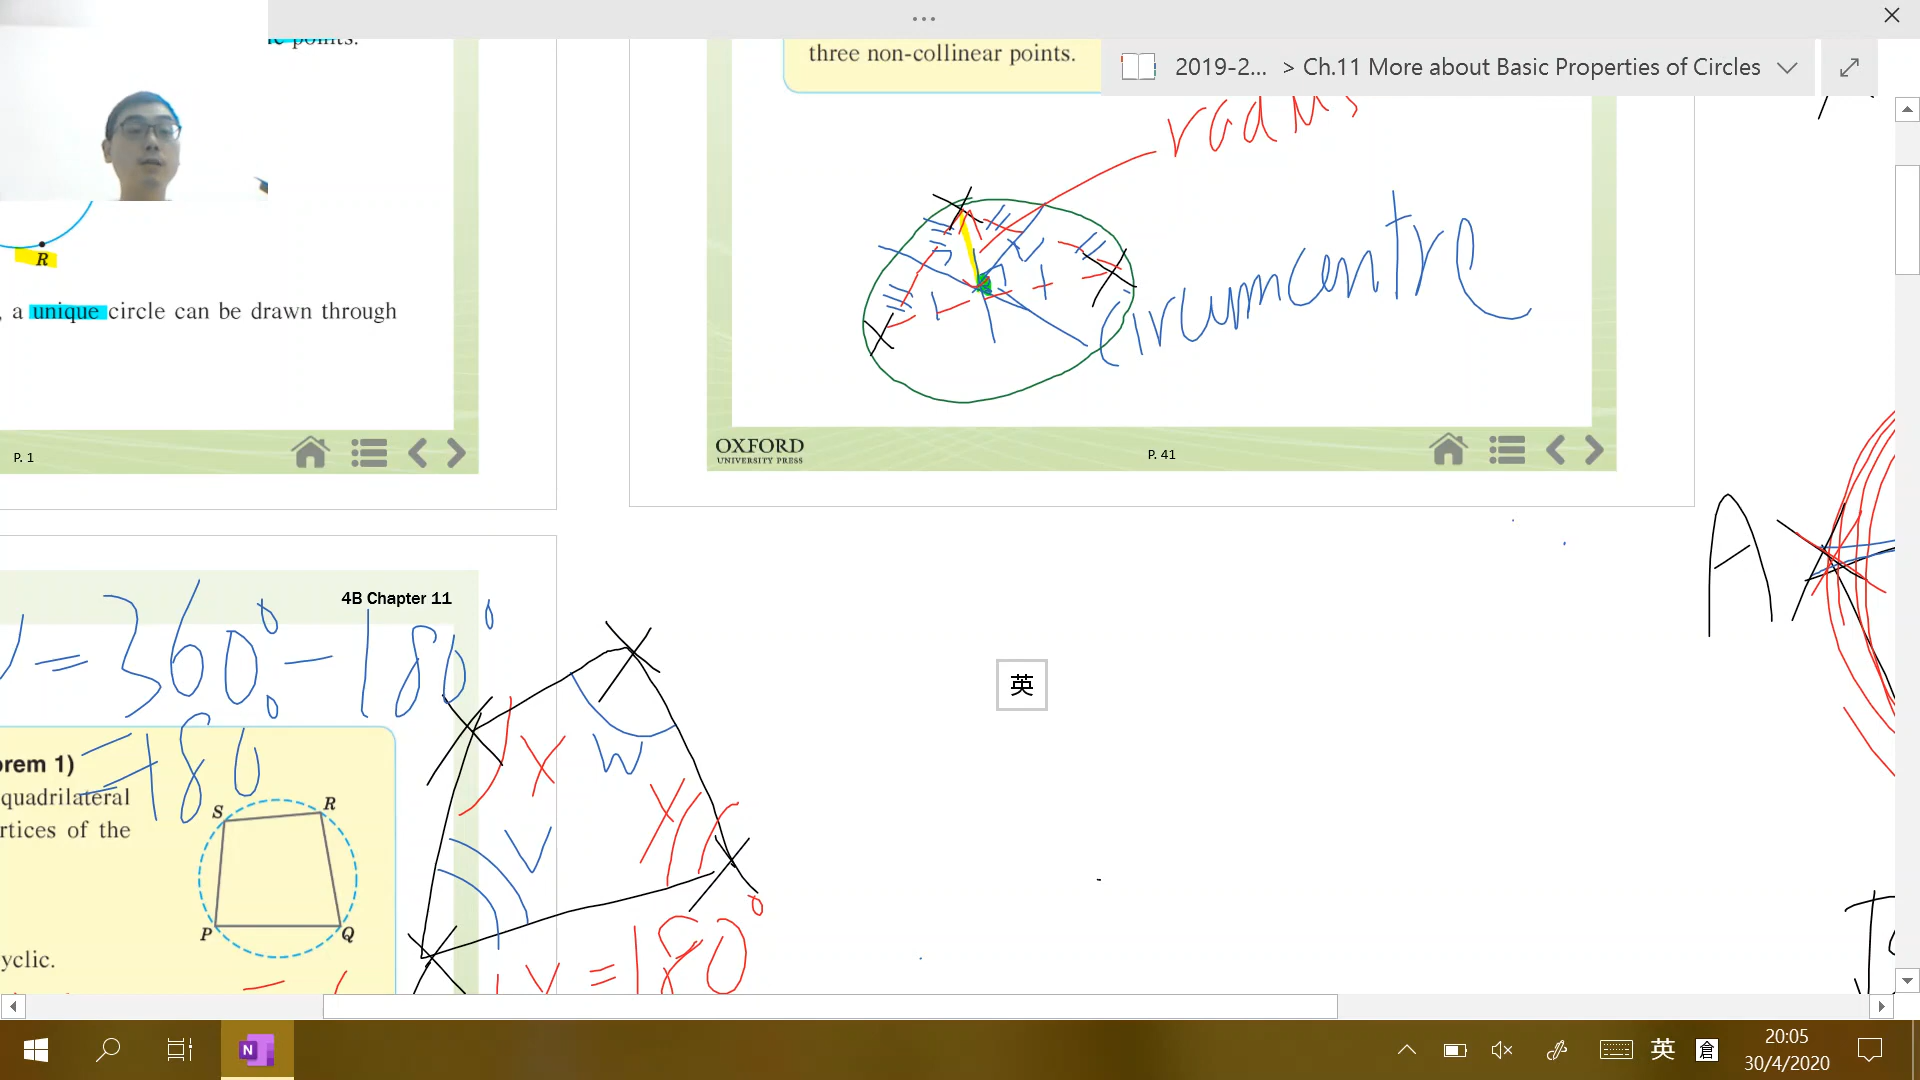 points.
R
, a unique circle can be drawn through
P. 1
three non-collinear points.
2019-2... > Ch.11 More about Basic Properties of Circles
radius
circumcentre
OXFORD
UNIVERSITY PRESS
P. 41
A
4B Chapter 11
= 360° - 180°
= 180°
orem 1)
quadrilateral
rtices of the
S
R
P
Q
yclic.
X
W
V
Y
Y = 180°
英
N
英
倉
20:05
30/4/2020